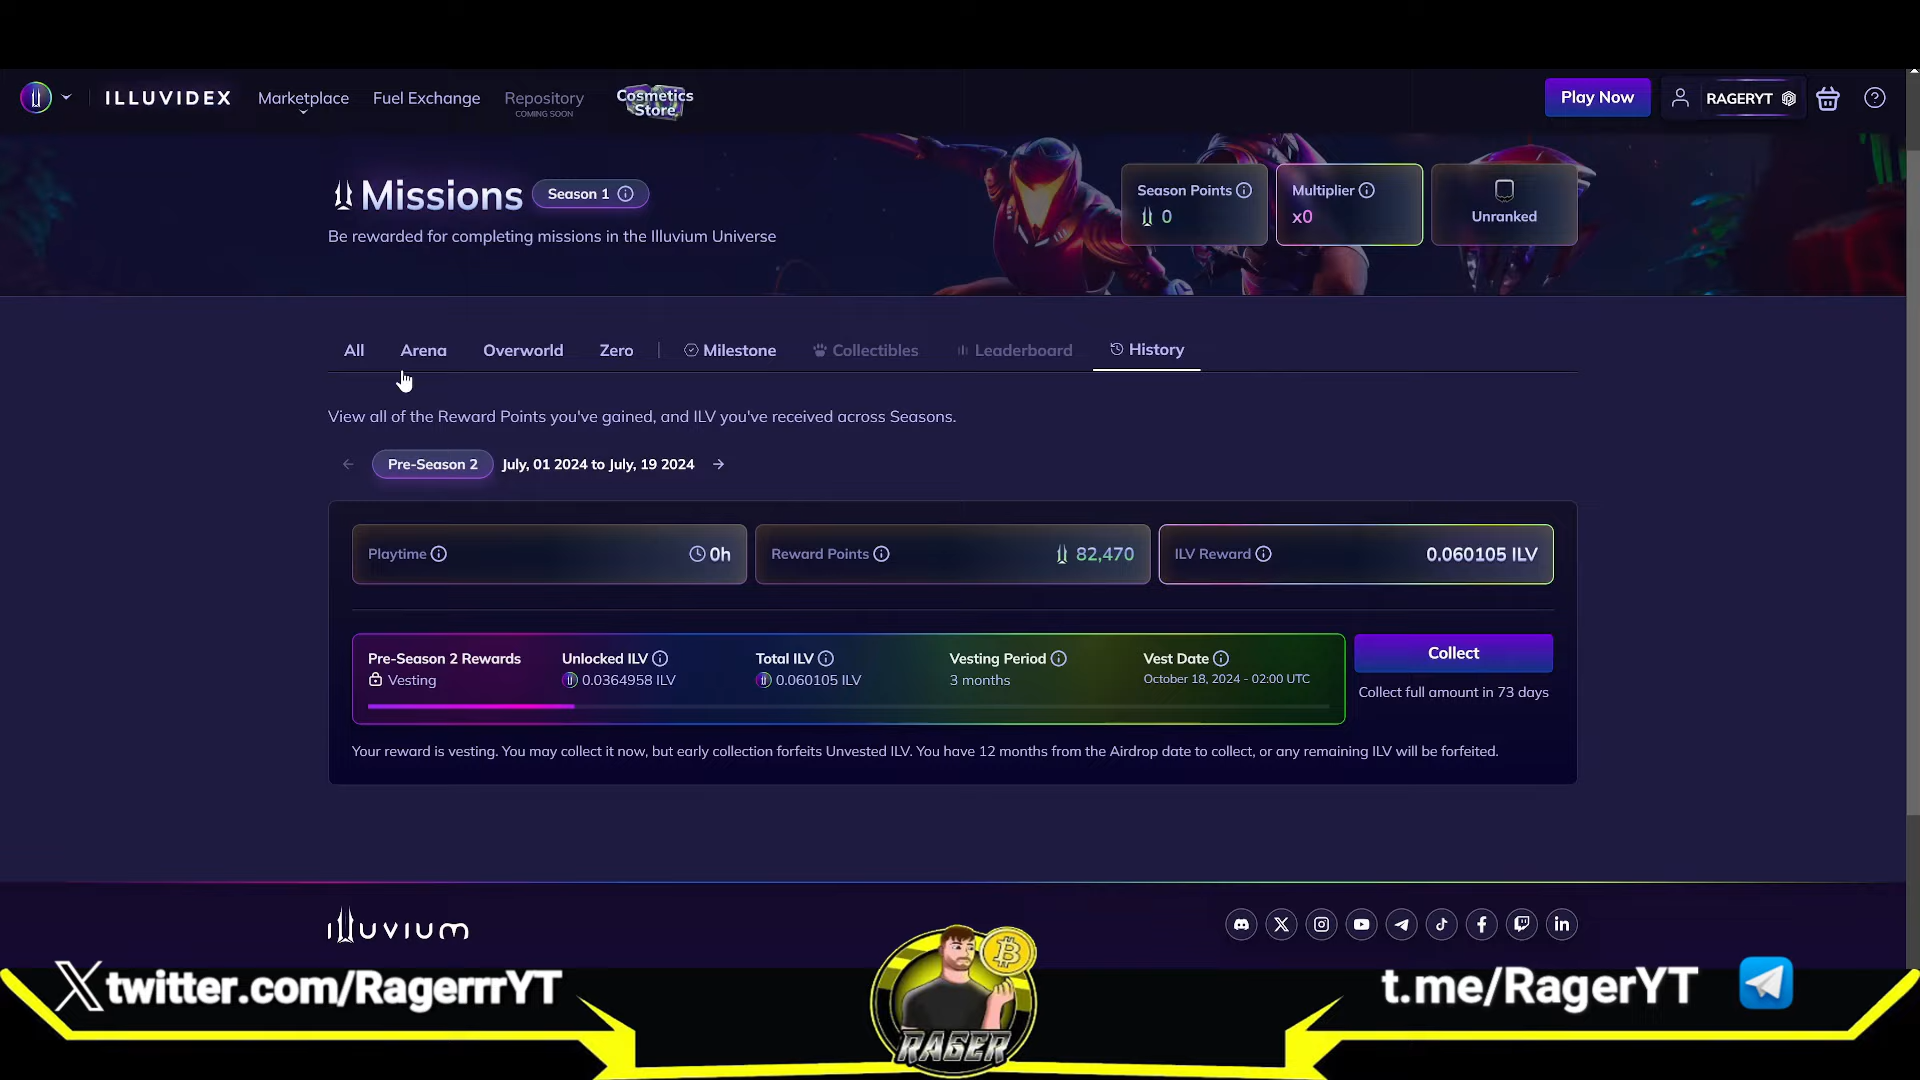 ILLUVIDEX
Marketplace
Fuel Exchange
Repository
COMING SOON
Cosmetics
Store
Play Now
RAGERYT
Missions
Season 1
Be rewarded for completing missions in the Illuvium Universe
Season Points
0
Multiplier
x0
Unranked
All
Arena
Overworld
Zero
Milestone
Collectibles
Leaderboard
History
View all of the Reward Points you've gained, and ILV you've received across Seasons.
Pre-Season 2
July, 01 2024 to July, 19 2024
Playtime
0h
Reward Points
82,470
ILV Reward
0.060105 ILV
Pre-Season 2 Rewards
Vesting
Unlocked ILV
0.0364958 ILV
Total ILV
0.060105 ILV
Vesting Period
3 months
Vest Date
October 18, 2024 - 02:00 UTC
Collect
Collect full amount in 73 days
Your reward is vesting. You may collect it now, but early collection forfeits Unvested ILV. You have 12 months from the Airdrop date to collect, or any remaining ILV will be forfeited.
illuvium
twitter.com/RagerrrYT
RAGER
t.me/RagerYT